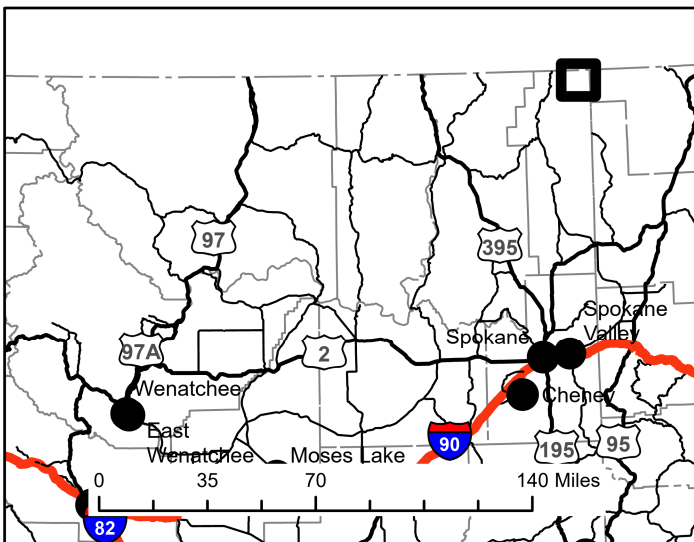 97
395
Spokane
Valley
Spokane
97A
2
Wenatchee
Cheney
East
Wenatchee
Moses Lake
90
195
95
0 35 70 140 Miles
82